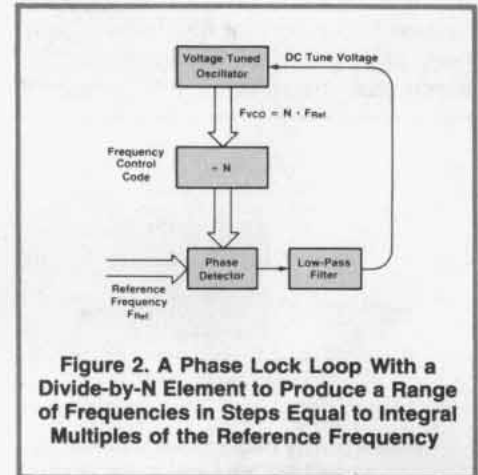 Voltage Tuned
Oscillator
DC Tune Voltage
FVCO = N · FRef.
Frequency
Control
Code
÷ N
Phase
Detector
Low-Pass
Filter
Reference
Frequency
FRef.
Figure 2. A Phase Lock Loop With a
Divide-by-N Element to Produce a Range
of Frequencies in Steps Equal to Integral
Multiples of the Reference Frequency